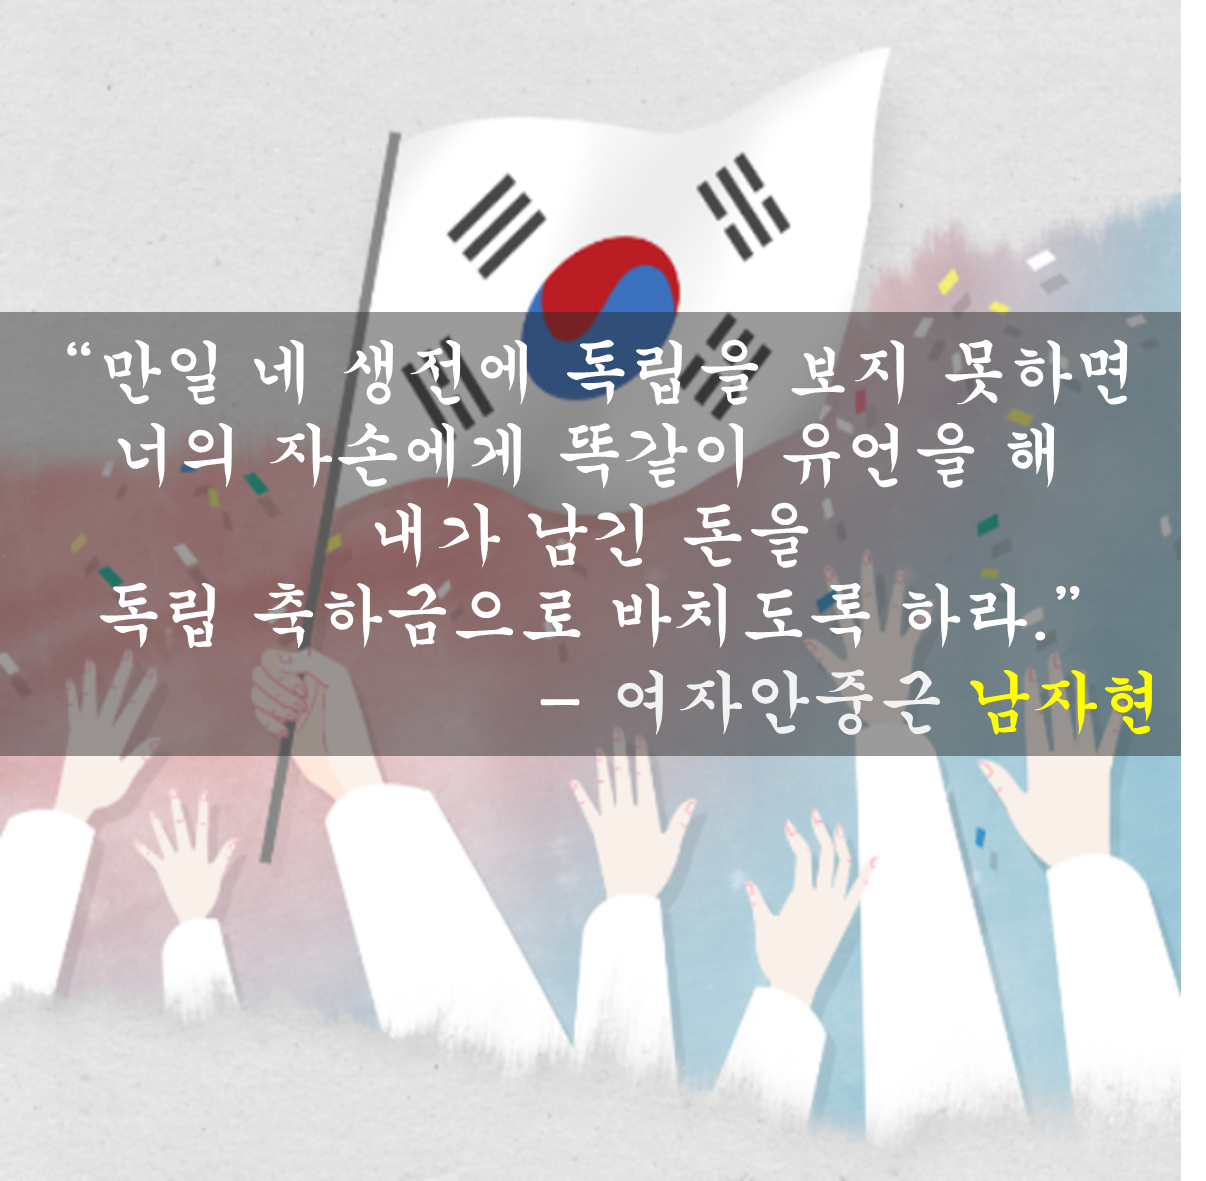 “만일 네 생전에 독립을 보지 못하면
너의 자손에게 똑같이 유언을 해
내가 남긴 돈을
독립 축하금으로 바치도록 하라.”
– 여자안중근 남자현